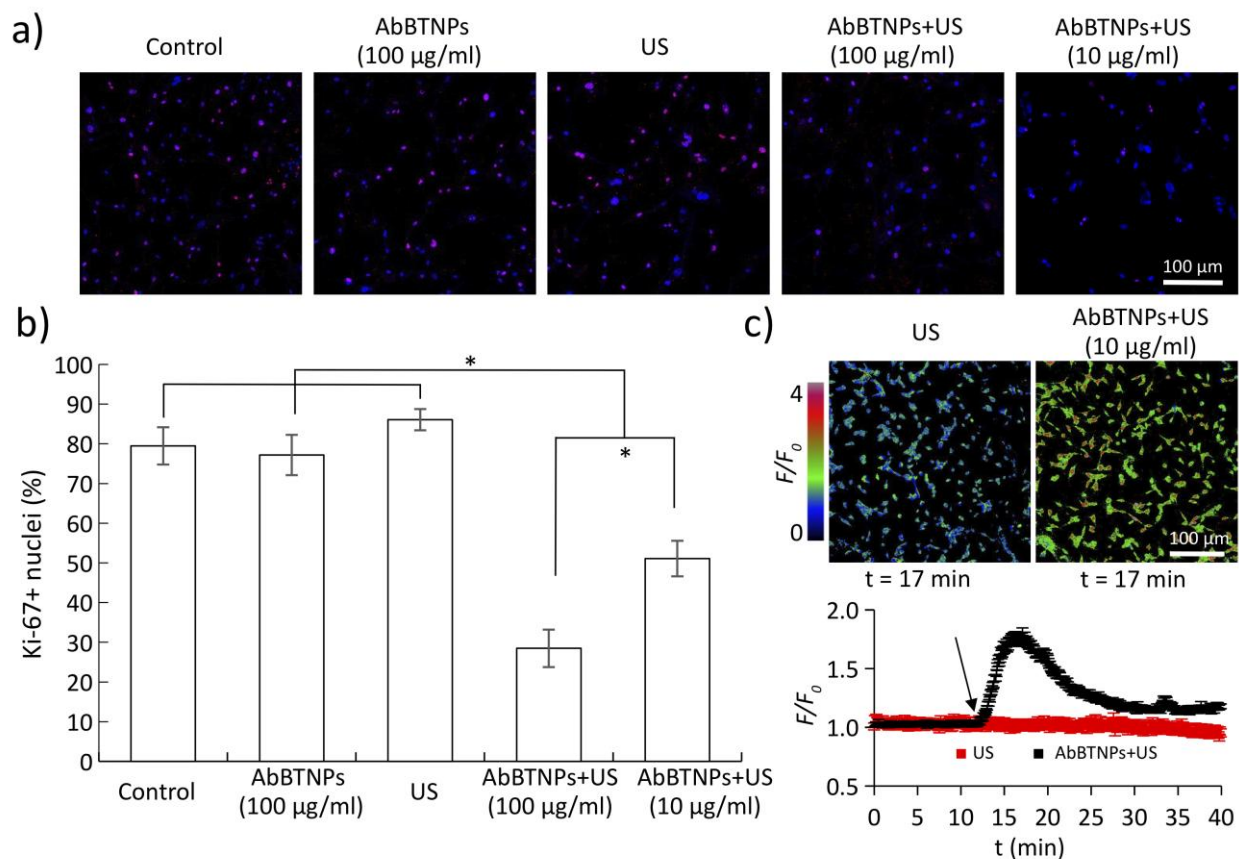 a)
Control
AbBTNPs
(100 µg/ml)
US
AbBTNPs+US
(100 µg/ml)
AbBTNPs+US
(10 µg/ml)
100 µm
b)
Ki-67+ nuclei (%)
100
90
80
70
60
50
40
30
20
10
0
*
*
Control
AbBTNPs
(100 µg/ml)
US
AbBTNPs+US
(100 µg/ml)
AbBTNPs+US
(10 µg/ml)
c)
US
AbBTNPs+US
(10 µg/ml)
4
F/F0
0
100 µm
t = 17 min
t = 17 min
F/F0
2.0
1.5
1.0
0.5
US
AbBTNPs+US
0 5 10 15 20 25 30 35 40
t (min)